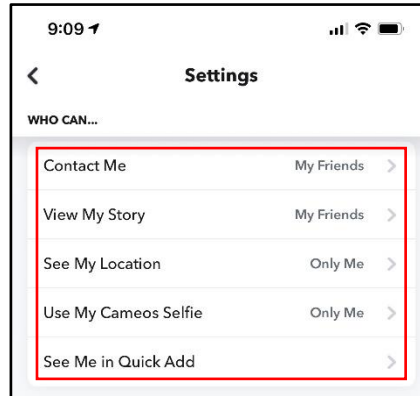 9:09
Settings
WHO CAN...
Contact Me My Friends
View My Story My Friends
See My Location Only Me
Use My Cameos Selfie Only Me
See Me in Quick Add